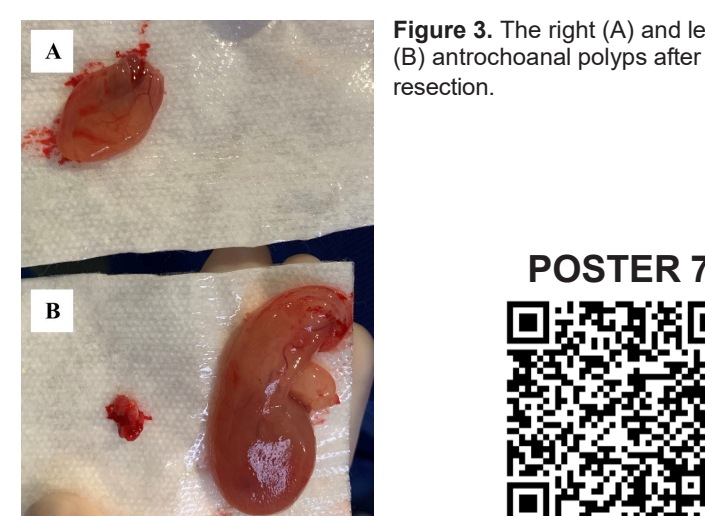 A
B
Figure 3. The right (A) and le
(B) antrochoanal polyps after
resection.
POSTER 7